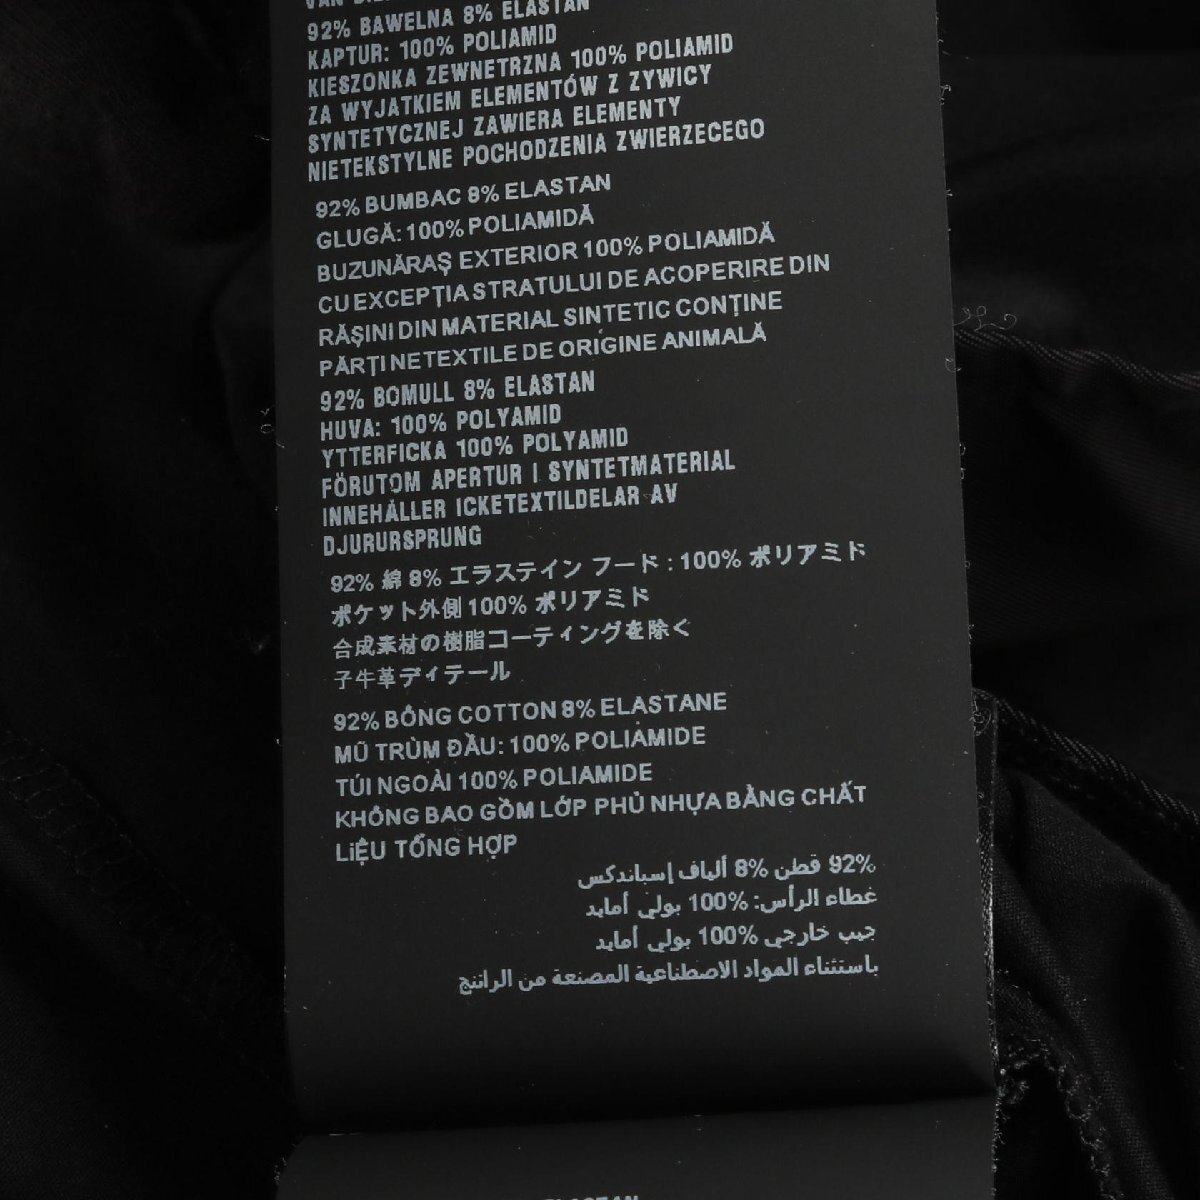 92% BAWELNA 8% ELASTAN
KAPTUR: 100% POLIAMID
KIESZONKA ZEWNETRZNA 100% POLIAMID
ZA WYJATKIEM ELEMENTÓW Z ZYWICY
SYNTETYCZNEJ ZAWIERA ELEMENTY
NIETEKSTYLNE POCHODZENIA ZWIERZECEGO
92% BUMBAC 8% ELASTAN
GLUGĂ: 100% POLIAMIDĂ
BUZUNĂRAȘ EXTERIOR 100% POLIAMIDĂ
CU EXCEPȚIA STRATULUI DE ACOPERIRE DIN
RĂȘINI DIN MATERIAL SINTETIC CONȚINE
PĂRȚI NETEXTILE DE ORIGINE ANIMALĂ
92% BOMULL 8% ELASTAN
HUVA: 100% POLYAMID
YTTERFICKA 100% POLYAMID
FÖRUTOM APERTUR I SYNTETMATERIAL
INNEHÅLLER ICKETEXTILDELAR AV
DJURURSPRUNG
92% 綿 8% エラステイン フード : 100% ポリアミド
ポケット外側 100% ポリアミド
合成素材の樹脂コーティングを除く
子牛革ディテール
92% BÔNG COTTON 8% ELASTANE
MŨ TRÙM ĐẦU: 100% POLIAMIDE
TÚI NGOÀI 100% POLIAMIDE
KHÔNG BAO GỒM LỚP PHỦ NHỰA BẰNG CHẤT
LIỆU TỔNG HỢP
92% قطن 8% ألياف إسباندكس
غطاء الرأس: 100% بولي أمايد
جيب خارجي 100% بولي أمايد
باستثناء المواد الاصطناعية المصنعة من الراتنج